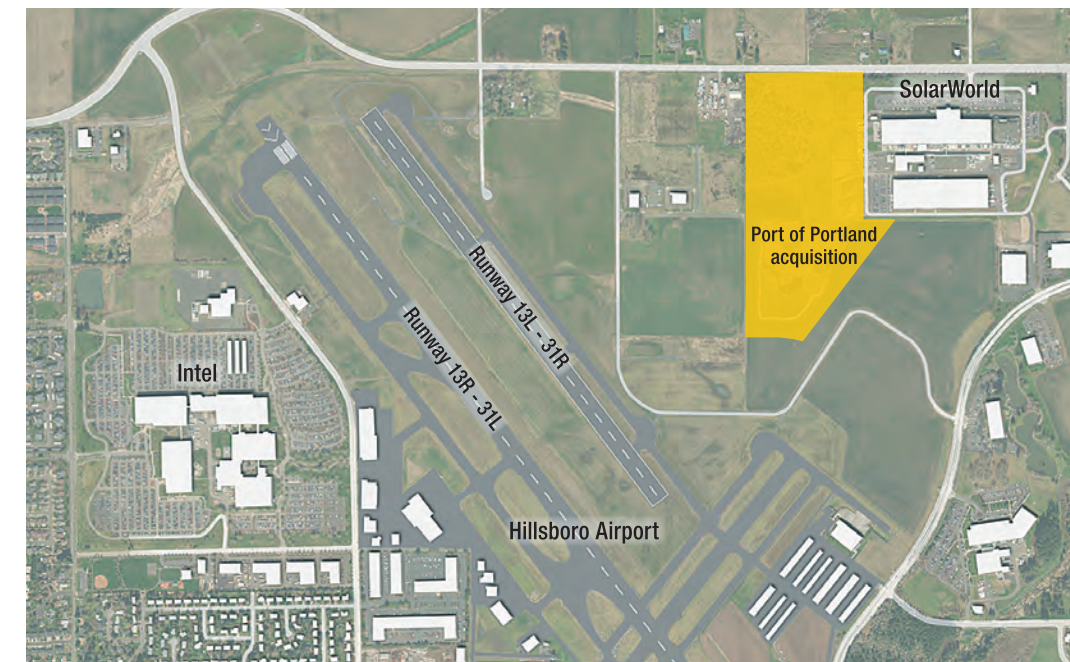 SolarWorld
Port of Portland
acquisition
Runway 13L - 31R
Runway 13R - 31L
Intel
Hillsboro Airport